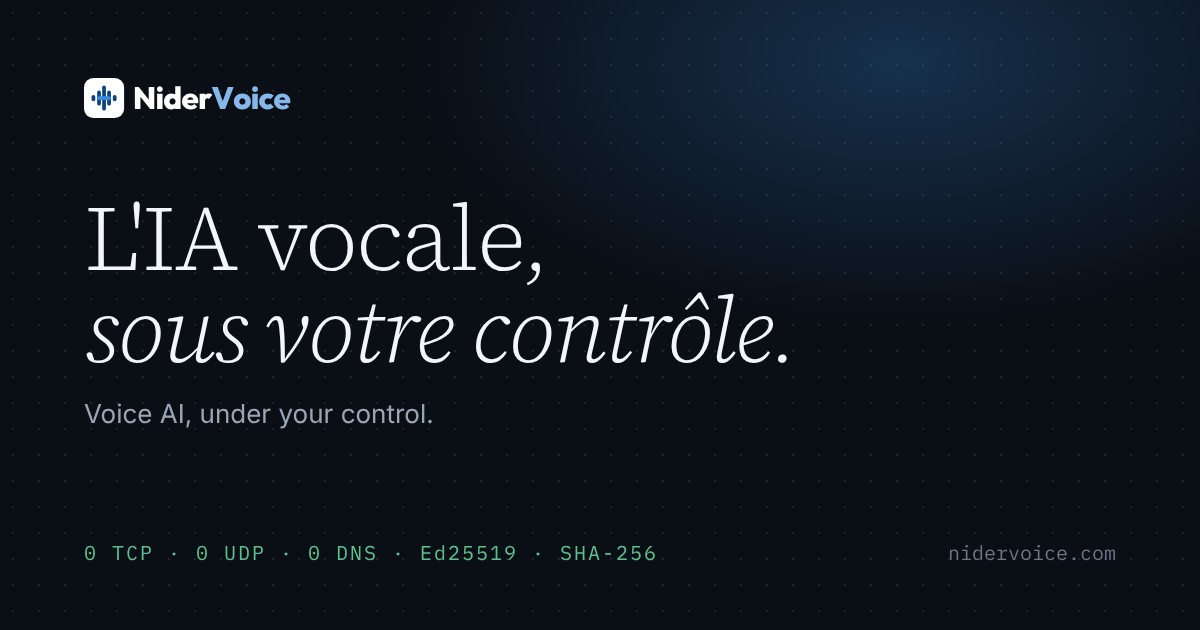 NiderVoice
L'IA vocale,
sous votre contrôle.
Voice AI, under your control.
0 TCP · 0 UDP · 0 DNS · Ed25519 · SHA-256
nidervoice.com